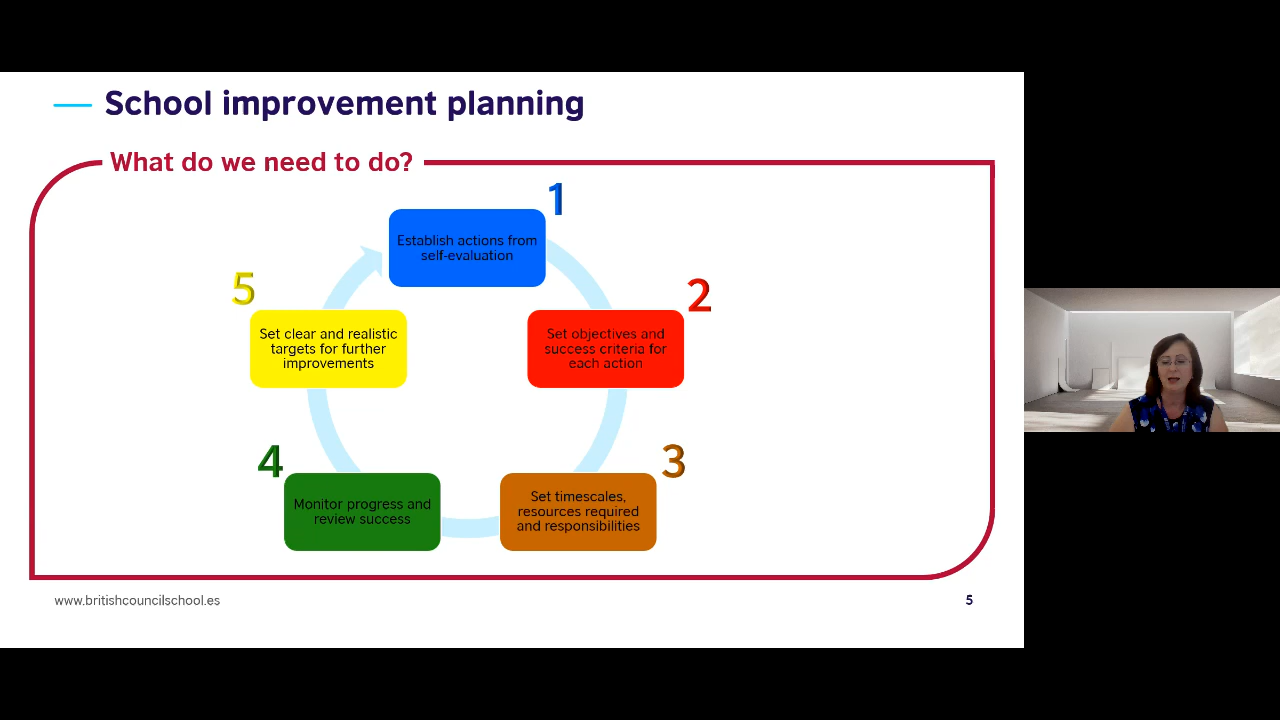 School improvement planning
What do we need to do?
1
Establish actions from
self-evaluation
2
Set objectives and
success criteria for
each action
3
Set timescales,
resources required
and responsibilities
4
Monitor progress and
review success
5
Set clear and realistic
targets for further
improvements
www.britishcouncilschool.es
5